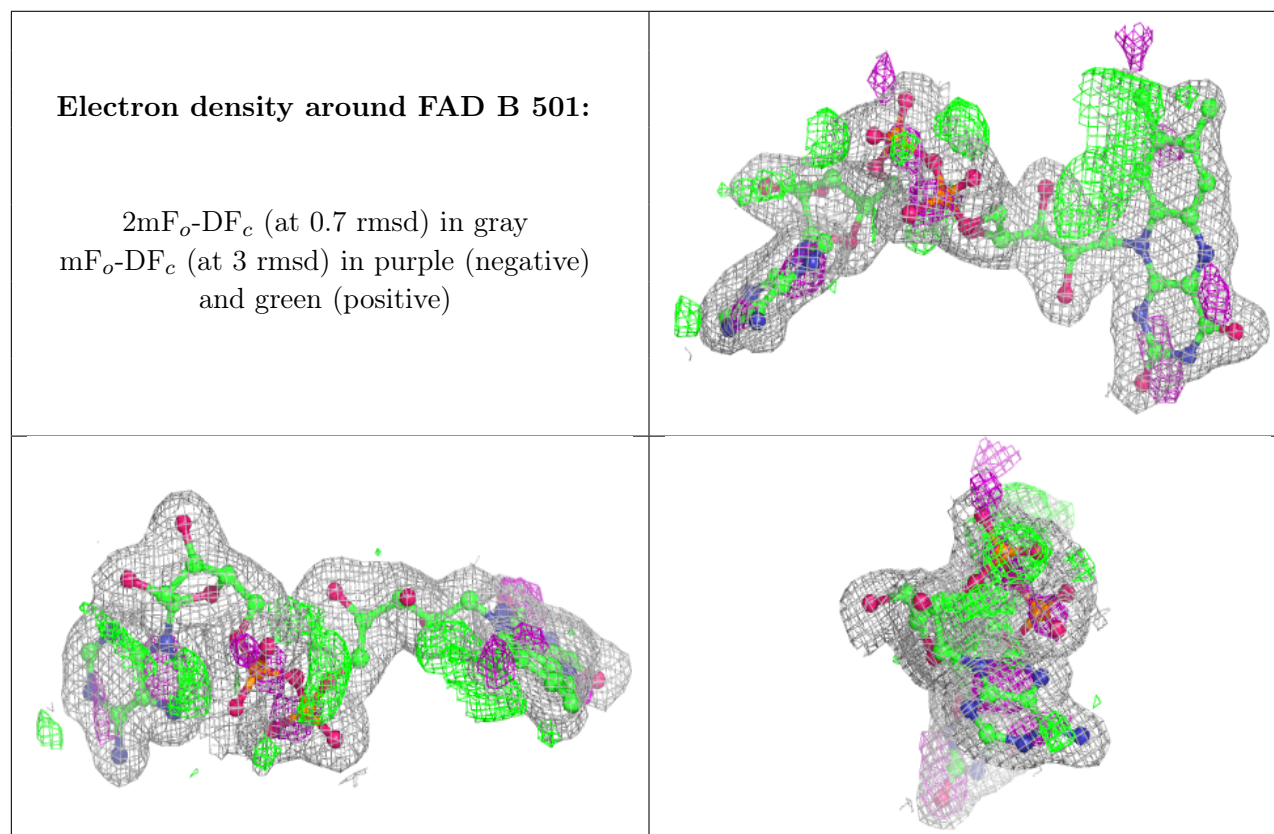 Electron density around FAD B 501:
2mFₒ-DF𝒸 (at 0.7 rmsd) in gray
mFₒ-DF𝒸 (at 3 rmsd) in purple (negative)
and green (positive)